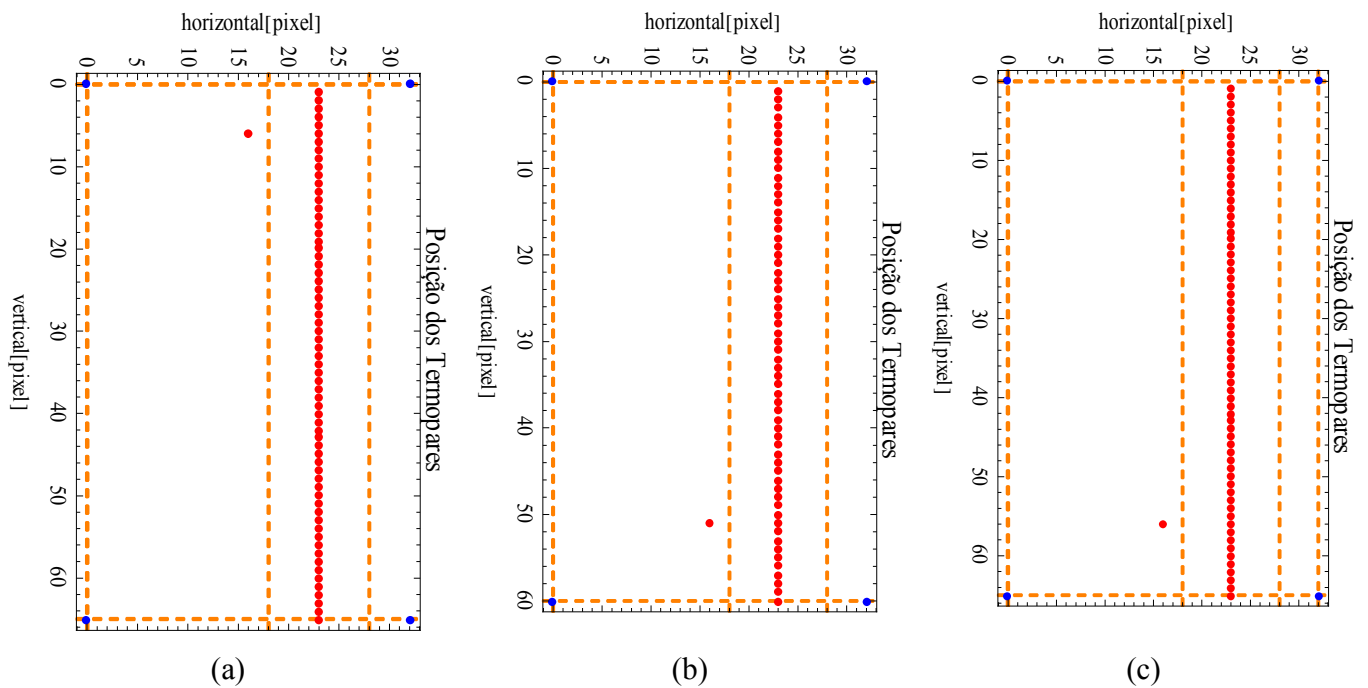 horizontal[pixel]
0 5 10 15 20 25 30
0 10 20 30 40 50 60
vertical[pixel]
Posição dos Termopares
(a)
horizontal[pixel]
0 5 10 15 20 25 30
0 10 20 30 40 50 60
vertical[pixel]
Posição dos Termopares
(b)
horizontal[pixel]
0 5 10 15 20 25 30
0 10 20 30 40 50 60
vertical[pixel]
Posição dos Termopares
(c)